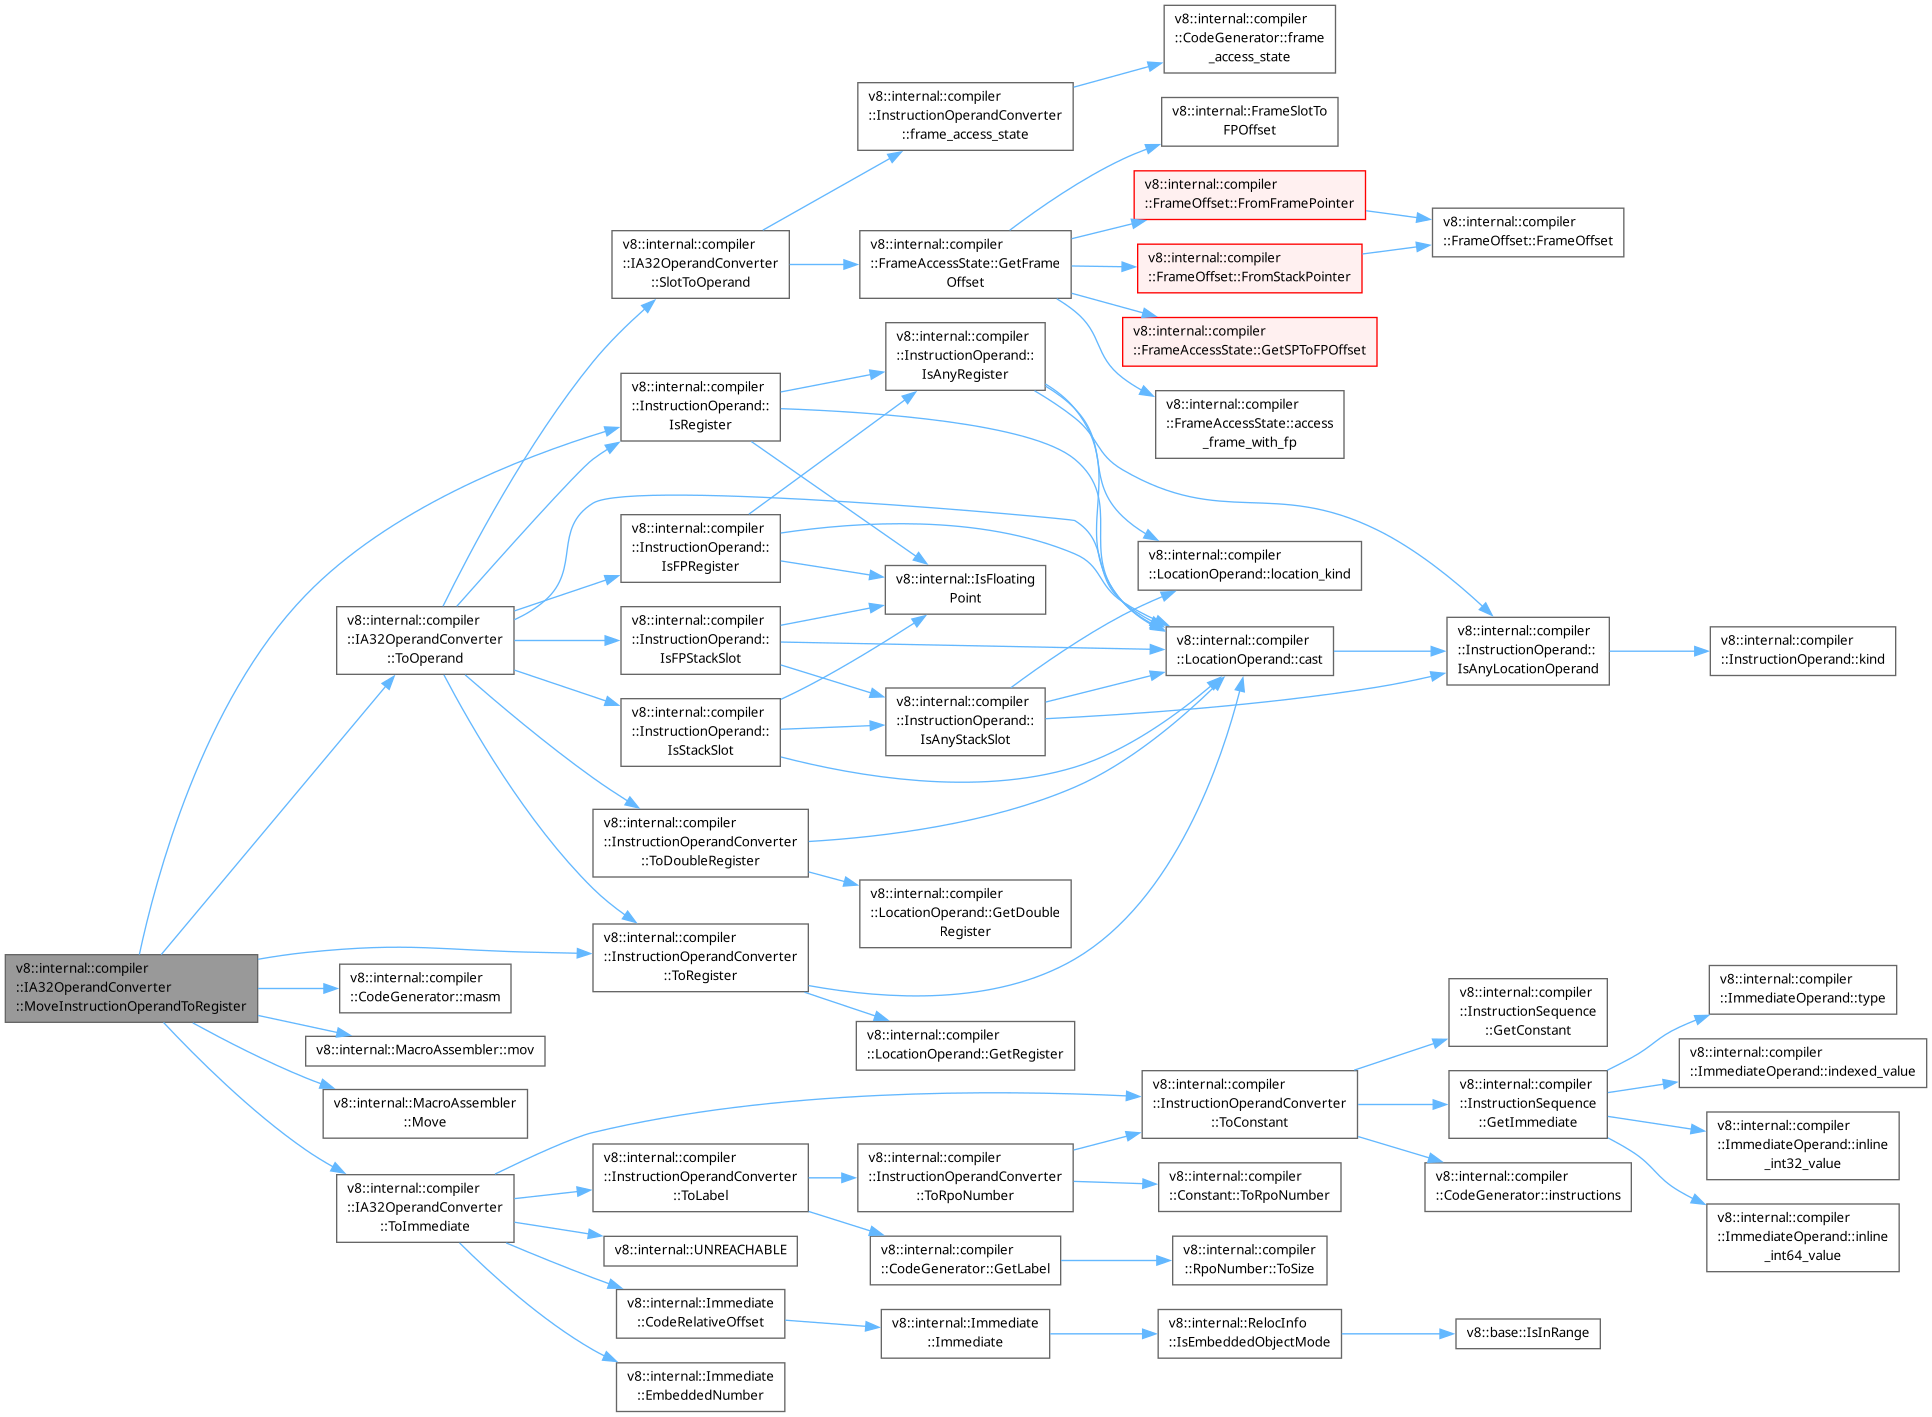 v8::internal::compiler
::IA32OperandConverter
::MoveInstructionOperandToRegister
v8::internal::compiler
::IA32OperandConverter
::ToOperand
v8::internal::compiler
::CodeGenerator::masm
v8::internal::MacroAssembler::mov
v8::internal::MacroAssembler
::Move
v8::internal::compiler
::IA32OperandConverter
::ToImmediate
v8::internal::compiler
::IA32OperandConverter
::SlotToOperand
v8::internal::compiler
::InstructionOperand::
IsRegister
v8::internal::compiler
::InstructionOperand::
IsFPRegister
v8::internal::compiler
::InstructionOperand::
IsFPStackSlot
v8::internal::compiler
::InstructionOperand::
IsStackSlot
v8::internal::compiler
::InstructionOperandConverter
::ToDoubleRegister
v8::internal::compiler
::InstructionOperandConverter
::ToRegister
v8::internal::compiler
::InstructionOperandConverter
::ToLabel
v8::internal::UNREACHABLE
v8::internal::Immediate
::CodeRelativeOffset
v8::internal::Immediate
::EmbeddedNumber
v8::internal::compiler
::InstructionOperandConverter
::frame_access_state
v8::internal::compiler
::FrameAccessState::GetFrame
Offset
v8::internal::compiler
::InstructionOperand::
IsAnyRegister
v8::internal::IsFloating
Point
v8::internal::compiler
::InstructionOperand::
IsAnyStackSlot
v8::internal::compiler
::LocationOperand::GetDouble
Register
v8::internal::compiler
::LocationOperand::GetRegister
v8::internal::compiler
::InstructionOperandConverter
::ToRpoNumber
v8::internal::compiler
::CodeGenerator::GetLabel
v8::internal::Immediate
::Immediate
v8::internal::compiler
::CodeGenerator::frame
_access_state
v8::internal::FrameSlotTo
FPOffset
v8::internal::compiler
::FrameOffset::FromFramePointer
v8::internal::compiler
::FrameOffset::FromStackPointer
v8::internal::compiler
::FrameAccessState::GetSPToFPOffset
v8::internal::compiler
::FrameAccessState::access
_frame_with_fp
v8::internal::compiler
::LocationOperand::location_kind
v8::internal::compiler
::LocationOperand::cast
v8::internal::compiler
::InstructionOperandConverter
::ToConstant
v8::internal::compiler
::Constant::ToRpoNumber
v8::internal::compiler
::RpoNumber::ToSize
v8::internal::RelocInfo
::IsEmbeddedObjectMode
v8::internal::compiler
::FrameOffset::FrameOffset
v8::internal::compiler
::InstructionOperand::
IsAnyLocationOperand
v8::internal::compiler
::InstructionSequence
::GetConstant
v8::internal::compiler
::InstructionSequence
::GetImmediate
v8::internal::compiler
::CodeGenerator::instructions
v8::base::IsInRange
v8::internal::compiler
::InstructionOperand::kind
v8::internal::compiler
::ImmediateOperand::type
v8::internal::compiler
::ImmediateOperand::indexed_value
v8::internal::compiler
::ImmediateOperand::inline
_int32_value
v8::internal::compiler
::ImmediateOperand::inline
_int64_value